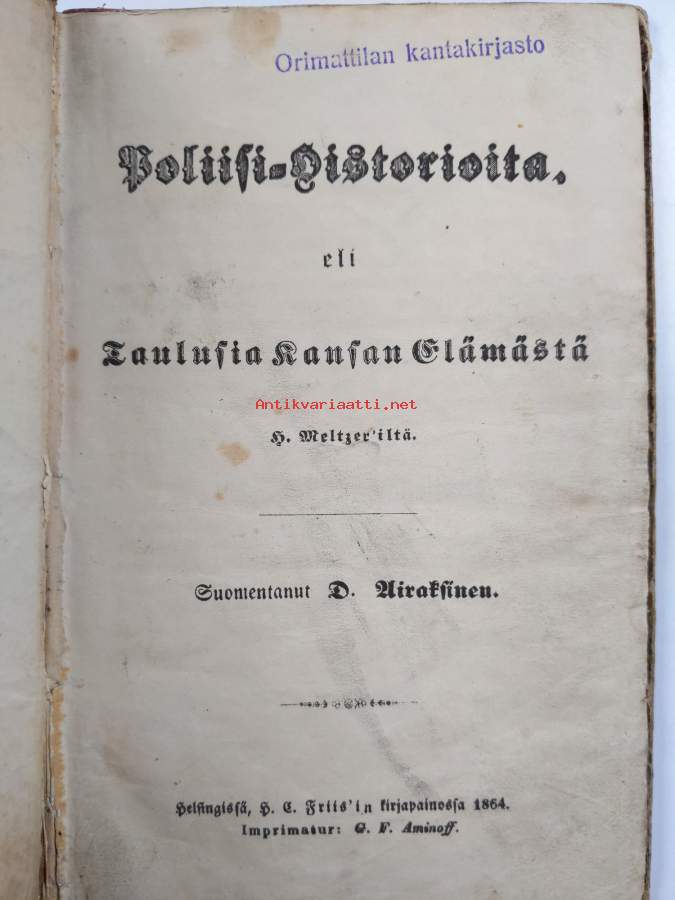 Orimattilan kantakirjasto
Poliisi-Historioita,
eli
Taulusia Kansan Elämästä
Antikvariaatti.net
H. Meltzer'iltä.
Suomentanut D. Airaksinen.
Helsingissä, H. C. Friis'in kirjapainossa 1864.
Imprimatur: G. F. Aminoff.